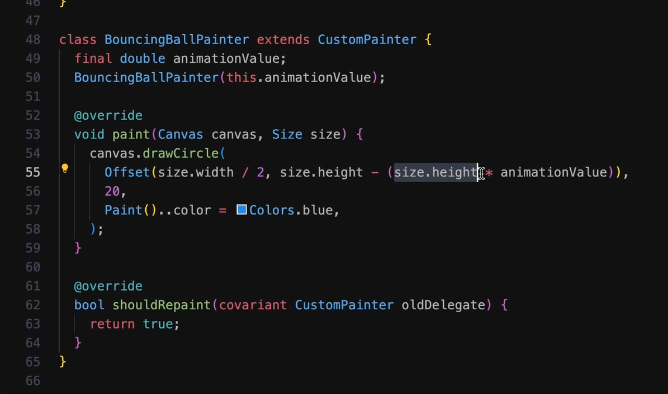 46 }
47
48 class BouncingBallPainter extends CustomPainter {
49 final double animationValue;
50 BouncingBallPainter(this.animationValue);
51
52 @override
53 void paint(Canvas canvas, Size size) {
54 canvas.drawCircle(
55 Offset(size.width / 2, size.height - (size.height * animationValue)),
56 20,
57 Paint()..color = Colors.blue,
58 );
59 }
60
61 @override
62 bool shouldRepaint(covariant CustomPainter oldDelegate) {
63 return true;
64 }
65 }
66